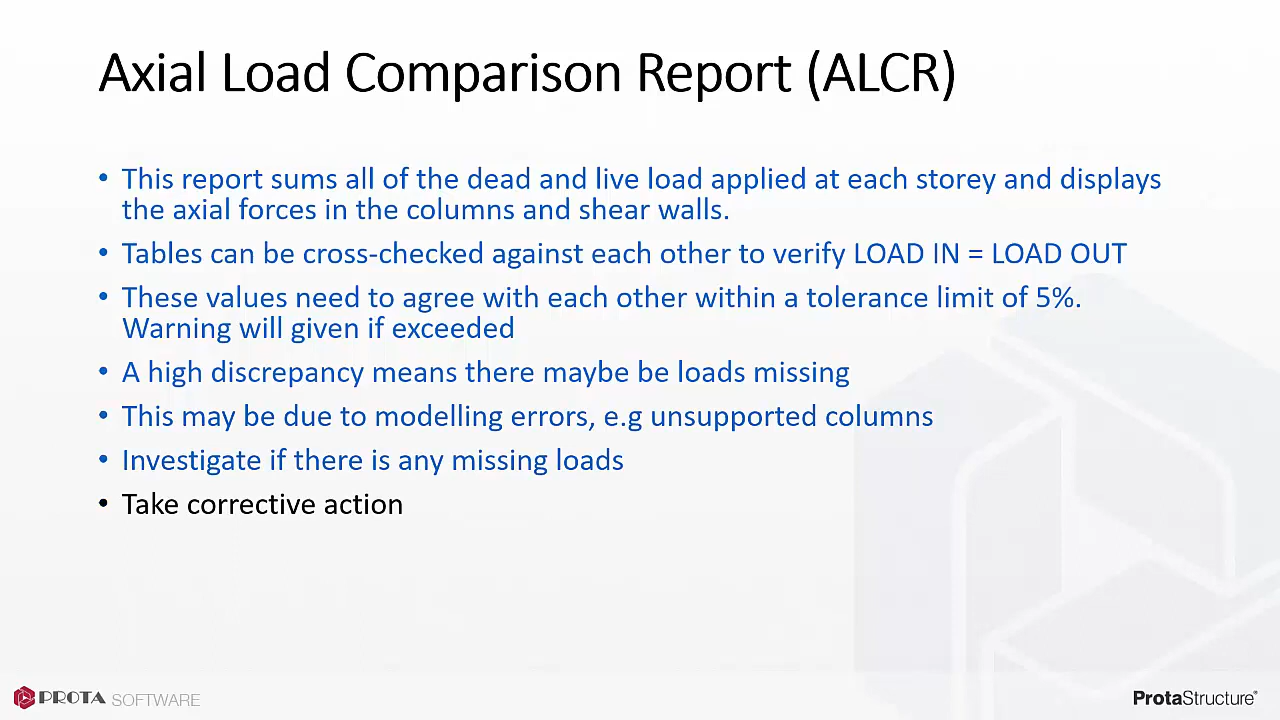 Axial Load Comparison Report (ALCR)
• This report sums all of the dead and live load applied at each storey and displays
the axial forces in the columns and shear walls.
• Tables can be cross-checked against each other to verify LOAD IN = LOAD OUT
• These values need to agree with each other within a tolerance limit of 5%.
Warning will given if exceeded
• A high discrepancy means there maybe be loads missing
• This may be due to modelling errors, e.g unsupported columns
• Investigate if there is any missing loads
• Take corrective action
PROTA SOFTWARE
ProtaStructure®